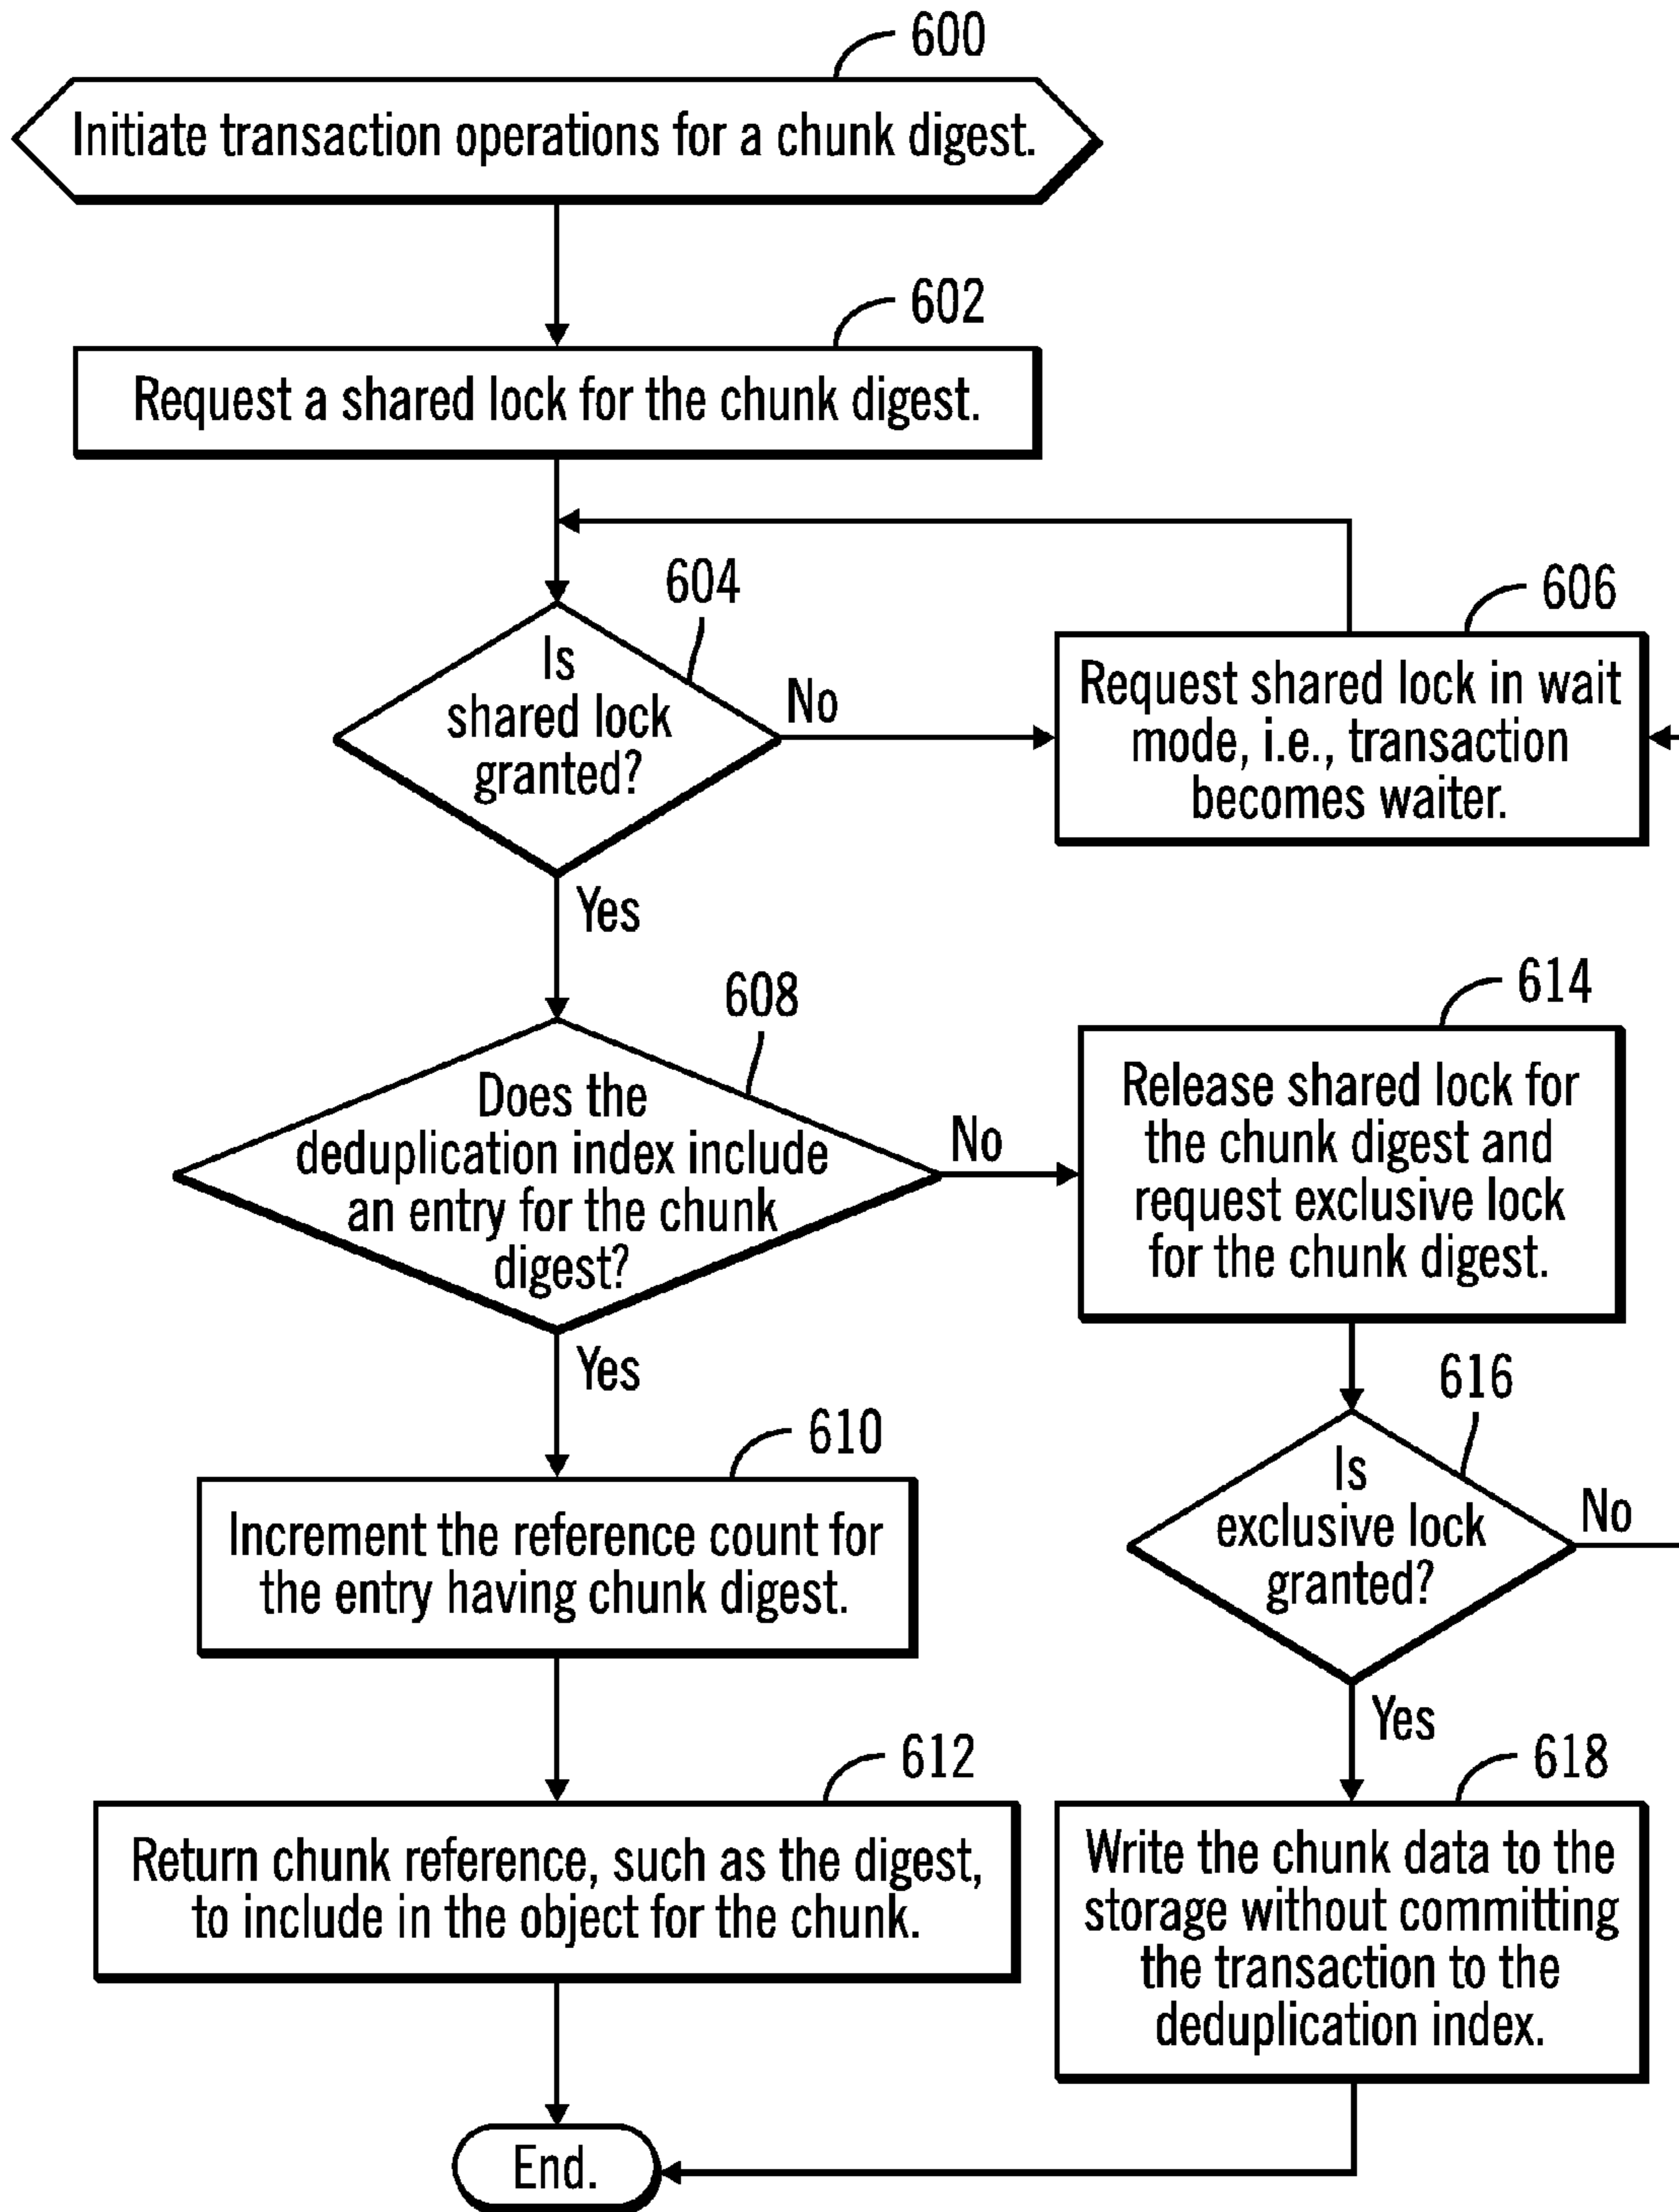 600
Initiate transaction operations for a chunk digest.
602
Request a shared lock for the chunk digest.
604
Is
shared lock
granted?
No
Yes
606
Request shared lock in wait
mode, i.e., transaction
becomes waiter.
608
Does the
deduplication index include
an entry for the chunk
digest?
No
Yes
614
Release shared lock for
the chunk digest and
request exclusive lock
for the chunk digest.
616
Is
exclusive lock
granted?
No
Yes
610
Increment the reference count for
the entry having chunk digest.
612
Return chunk reference, such as the digest,
to include in the object for the chunk.
618
Write the chunk data to the
storage without committing
the transaction to the
deduplication index.
End.